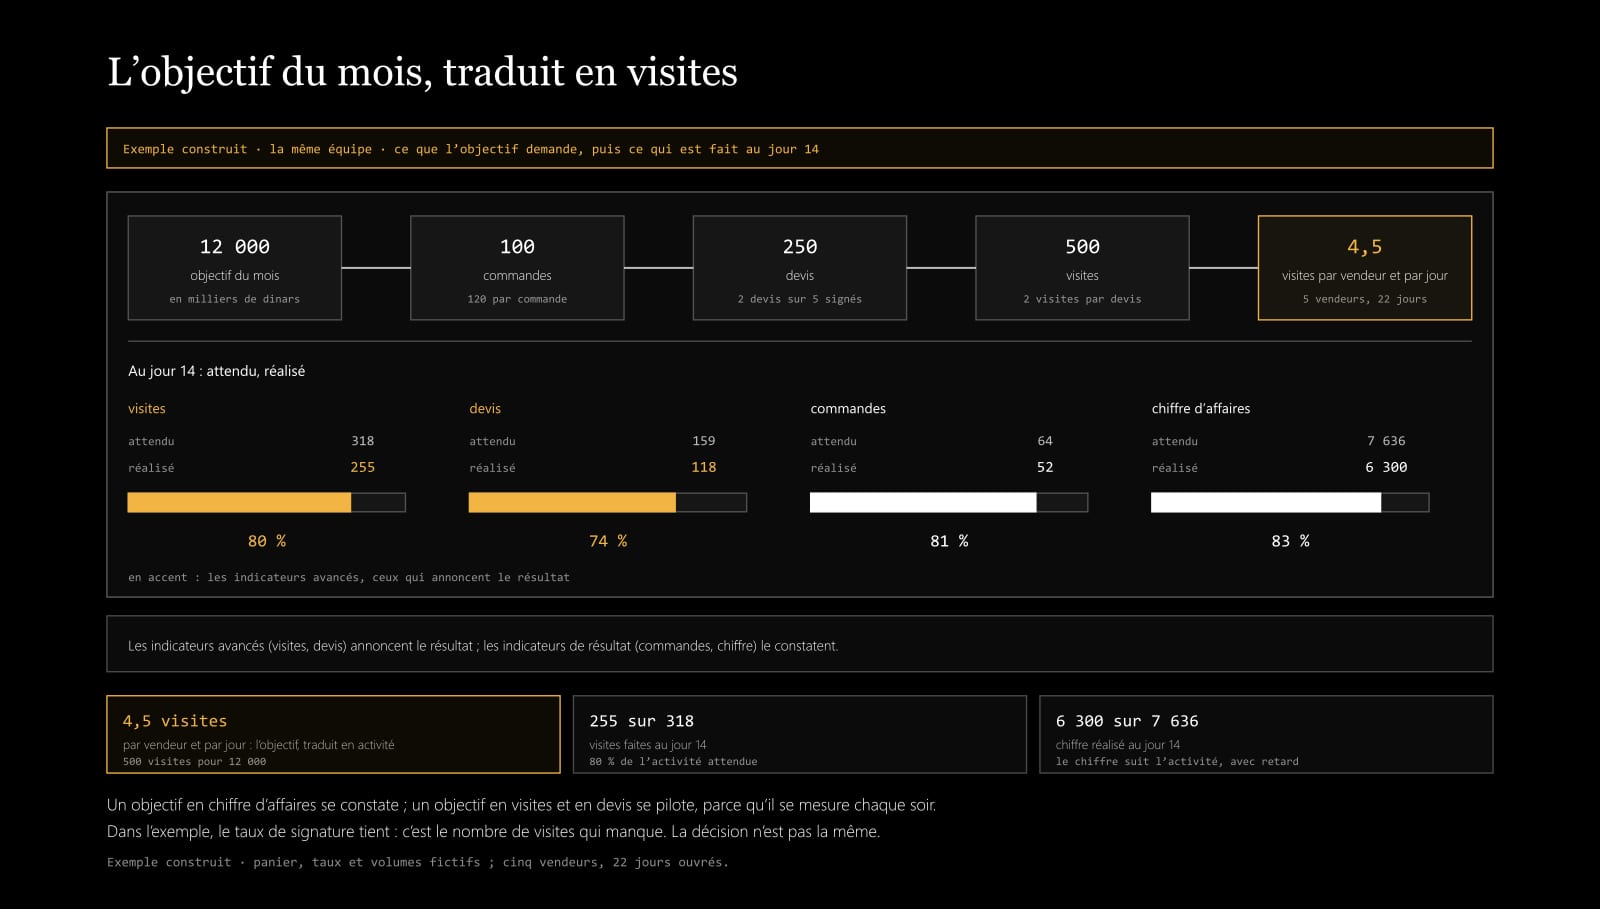 L’objectif du mois, traduit en visites
Exemple construit · la même équipe · ce que l’objectif demande, puis ce qui est fait au jour 14
12 000
objectif du mois
en milliers de dinars
100
commandes
120 par commande
250
devis
2 devis sur 5 signés
500
visites
2 visites par devis
4,5
visites par vendeur et par jour
5 vendeurs, 22 jours
Au jour 14 : attendu, réalisé
visites
attendu 318
réalisé 255
80 %
devis
attendu 159
réalisé 118
74 %
commandes
attendu 64
réalisé 52
81 %
chiffre d’affaires
attendu 7 636
réalisé 6 300
83 %
en accent : les indicateurs avancés, ceux qui annoncent le résultat
Les indicateurs avancés (visites, devis) annoncent le résultat ; les indicateurs de résultat (commandes, chiffre) le constatent.
4,5 visites
par vendeur et par jour : l’objectif, traduit en activité
500 visites pour 12 000
255 sur 318
visites faites au jour 14
80 % de l’activité attendue
6 300 sur 7 636
chiffre réalisé au jour 14
le chiffre suit l’activité, avec retard
Un objectif en chiffre d’affaires se constate ; un objectif en visites et en devis se pilote, parce qu’il se mesure chaque soir.
Dans l’exemple, le taux de signature tient : c’est le nombre de visites qui manque. La décision n’est pas la même.
Exemple construit · panier, taux et volumes fictifs ; cinq vendeurs, 22 jours ouvrés.